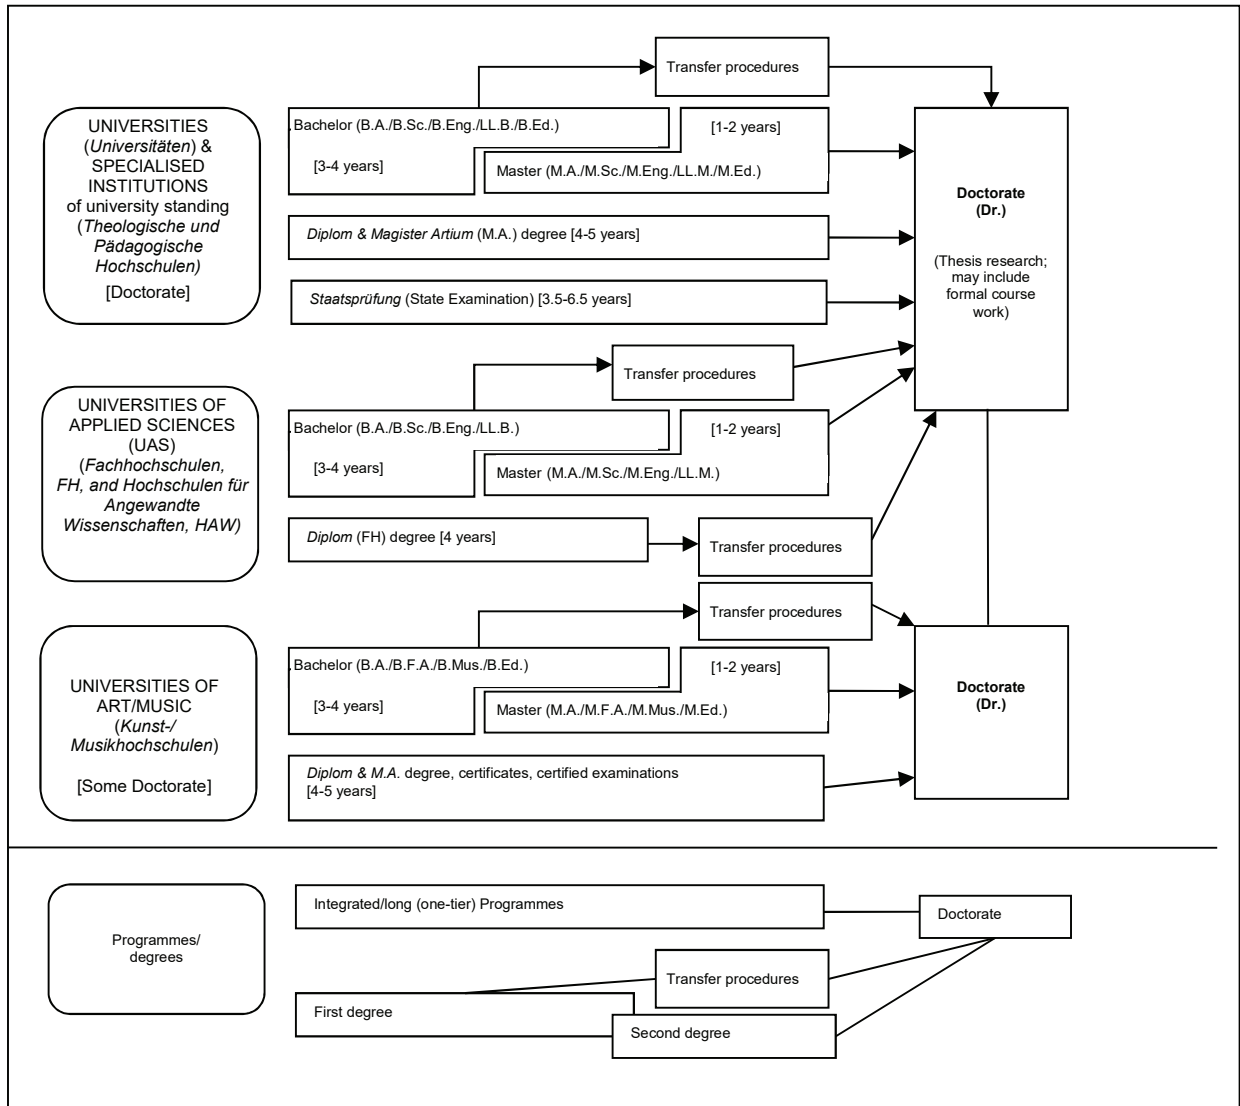 Transfer procedures
UNIVERSITIES
(Universitäten) &
SPECIALISED
INSTITUTIONS
of university standing
(Theologische und
Pädagogische
Hochschulen)
[Doctorate]
Bachelor (B.A./B.Sc./B.Eng./LL.B./B.Ed.)
[3-4 years]
[1-2 years]
Master (M.A./M.Sc./M.Eng./LL.M./M.Ed.)
Diplom & Magister Artium (M.A.) degree [4-5 years]
Staatsprüfung (State Examination) [3.5-6.5 years]
Doctorate
(Dr.)
(Thesis research;
may include
formal course
work)
Transfer procedures
UNIVERSITIES OF
APPLIED SCIENCES
(UAS)
(Fachhochschulen,
FH, and Hochschulen für
Angewandte
Wissenschaften, HAW)
Bachelor (B.A./B.Sc./B.Eng./LL.B.)
[3-4 years]
[1-2 years]
Master (M.A./M.Sc./M.Eng./LL.M.)
Diplom (FH) degree [4 years]
Transfer procedures
Transfer procedures
UNIVERSITIES OF
ART/MUSIC
(Kunst-/
Musikhochschulen)
[Some Doctorate]
Bachelor (B.A./B.F.A./B.Mus./B.Ed.)
[3-4 years]
[1-2 years]
Master (M.A./M.F.A./M.Mus./M.Ed.)
Diplom & M.A. degree, certificates, certified examinations
[4-5 years]
Doctorate
(Dr.)
Programmes/
degrees
Integrated/long (one-tier) Programmes
Doctorate
Transfer procedures
First degree
Second degree